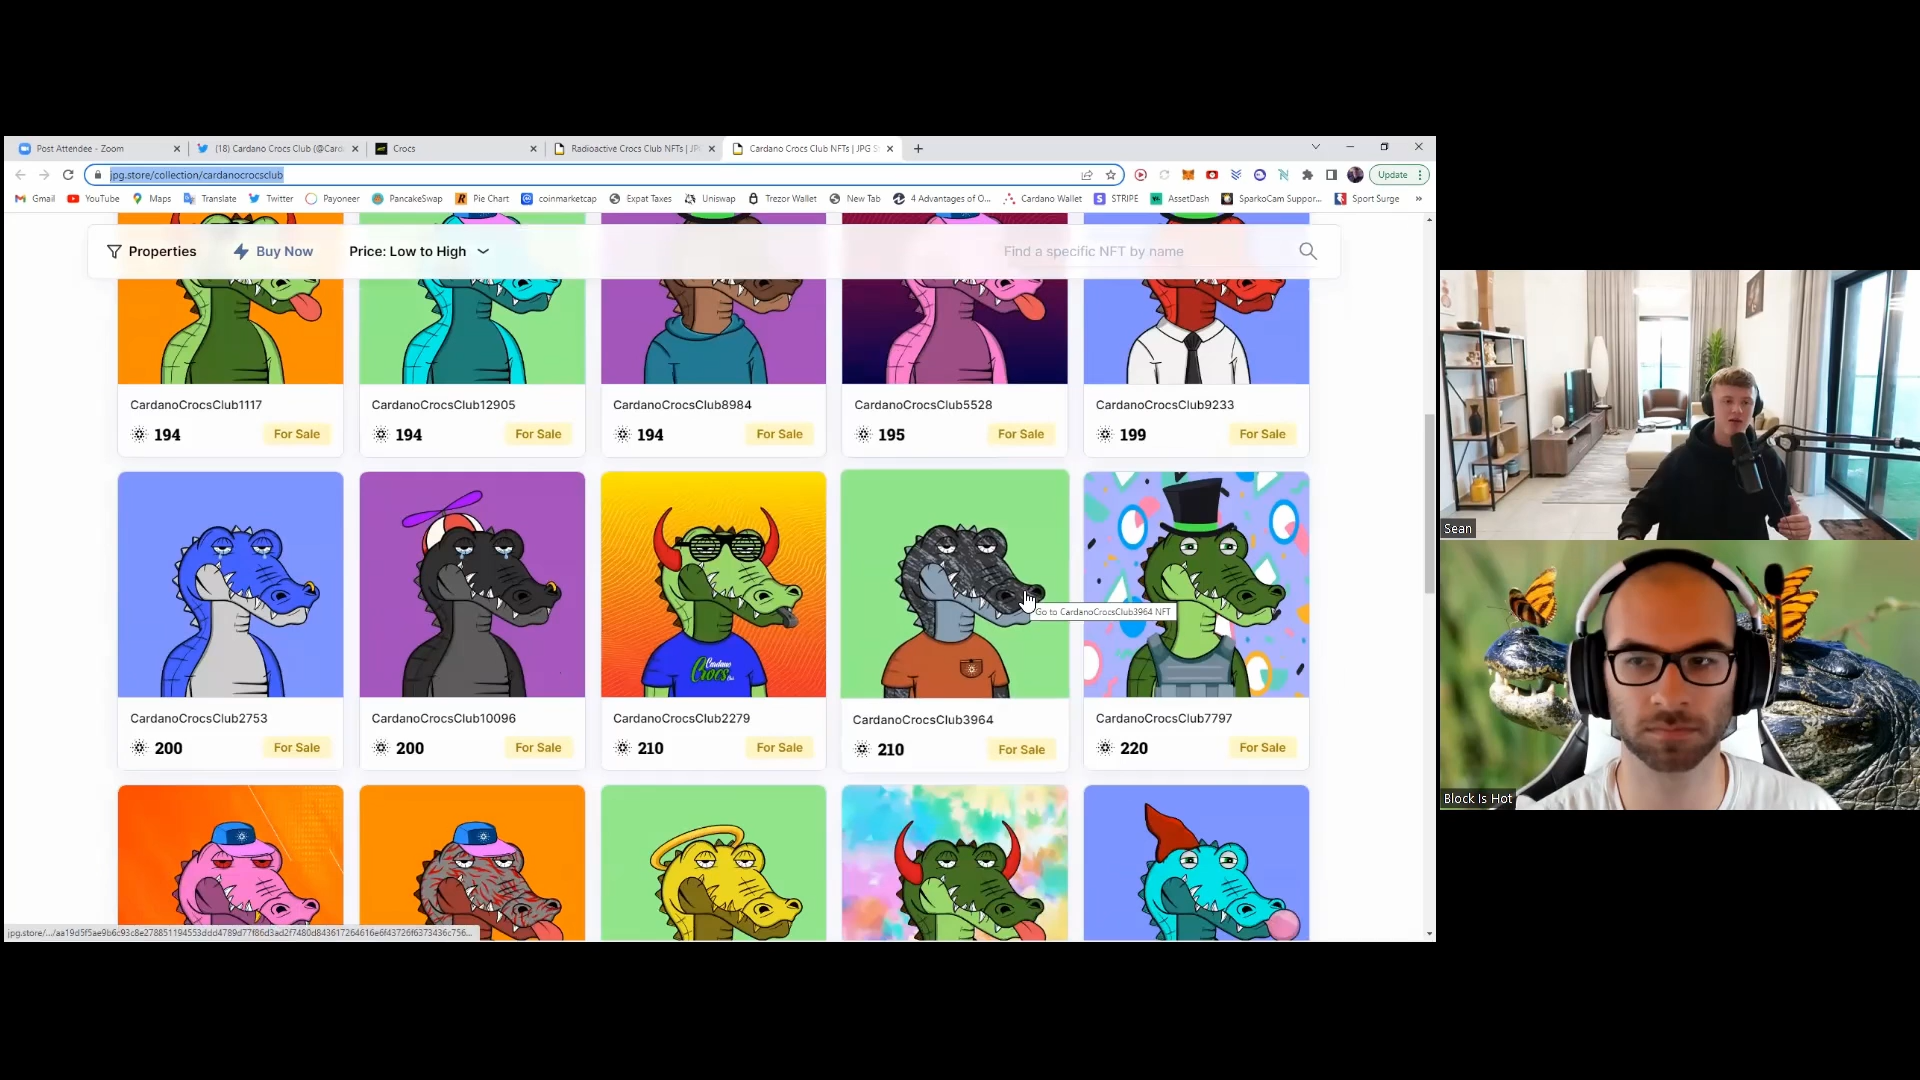 Post Attendee - Zoom
(18) Cardano Crocs Club (@Card
Crocs
Radioactive Crocs Club NFTs | JP
Cardano Crocs Club NFTs | JPG S
jpg.store/collection/cardanocrocsclub
Update
Gmail
YouTube
Maps
Translate
Twitter
Payoneer
PancakeSwap
Pie Chart
coinmarketcap
Expat Taxes
Uniswap
Trezor Wallet
New Tab
4 Advantages of O...
Cardano Wallet
STRIPE
AssetDash
SparkoCam Suppor...
Sport Surge
Properties
Buy Now
Price: Low to High
Find a specific NFT by name
CardanoCrocsClub1117
CardanoCrocsClub12905
CardanoCrocsClub8984
CardanoCrocsClub5528
CardanoCrocsClub9233
194 For Sale
194 For Sale
194 For Sale
195 For Sale
199 For Sale
Cardano
Crocs
Go to CardanoCrocsClub3964 NFT
CardanoCrocsClub2753
CardanoCrocsClub10096
CardanoCrocsClub2279
CardanoCrocsClub3964
CardanoCrocsClub7797
200 For Sale
200 For Sale
210 For Sale
210 For Sale
220 For Sale
Sean
Block Is Hot